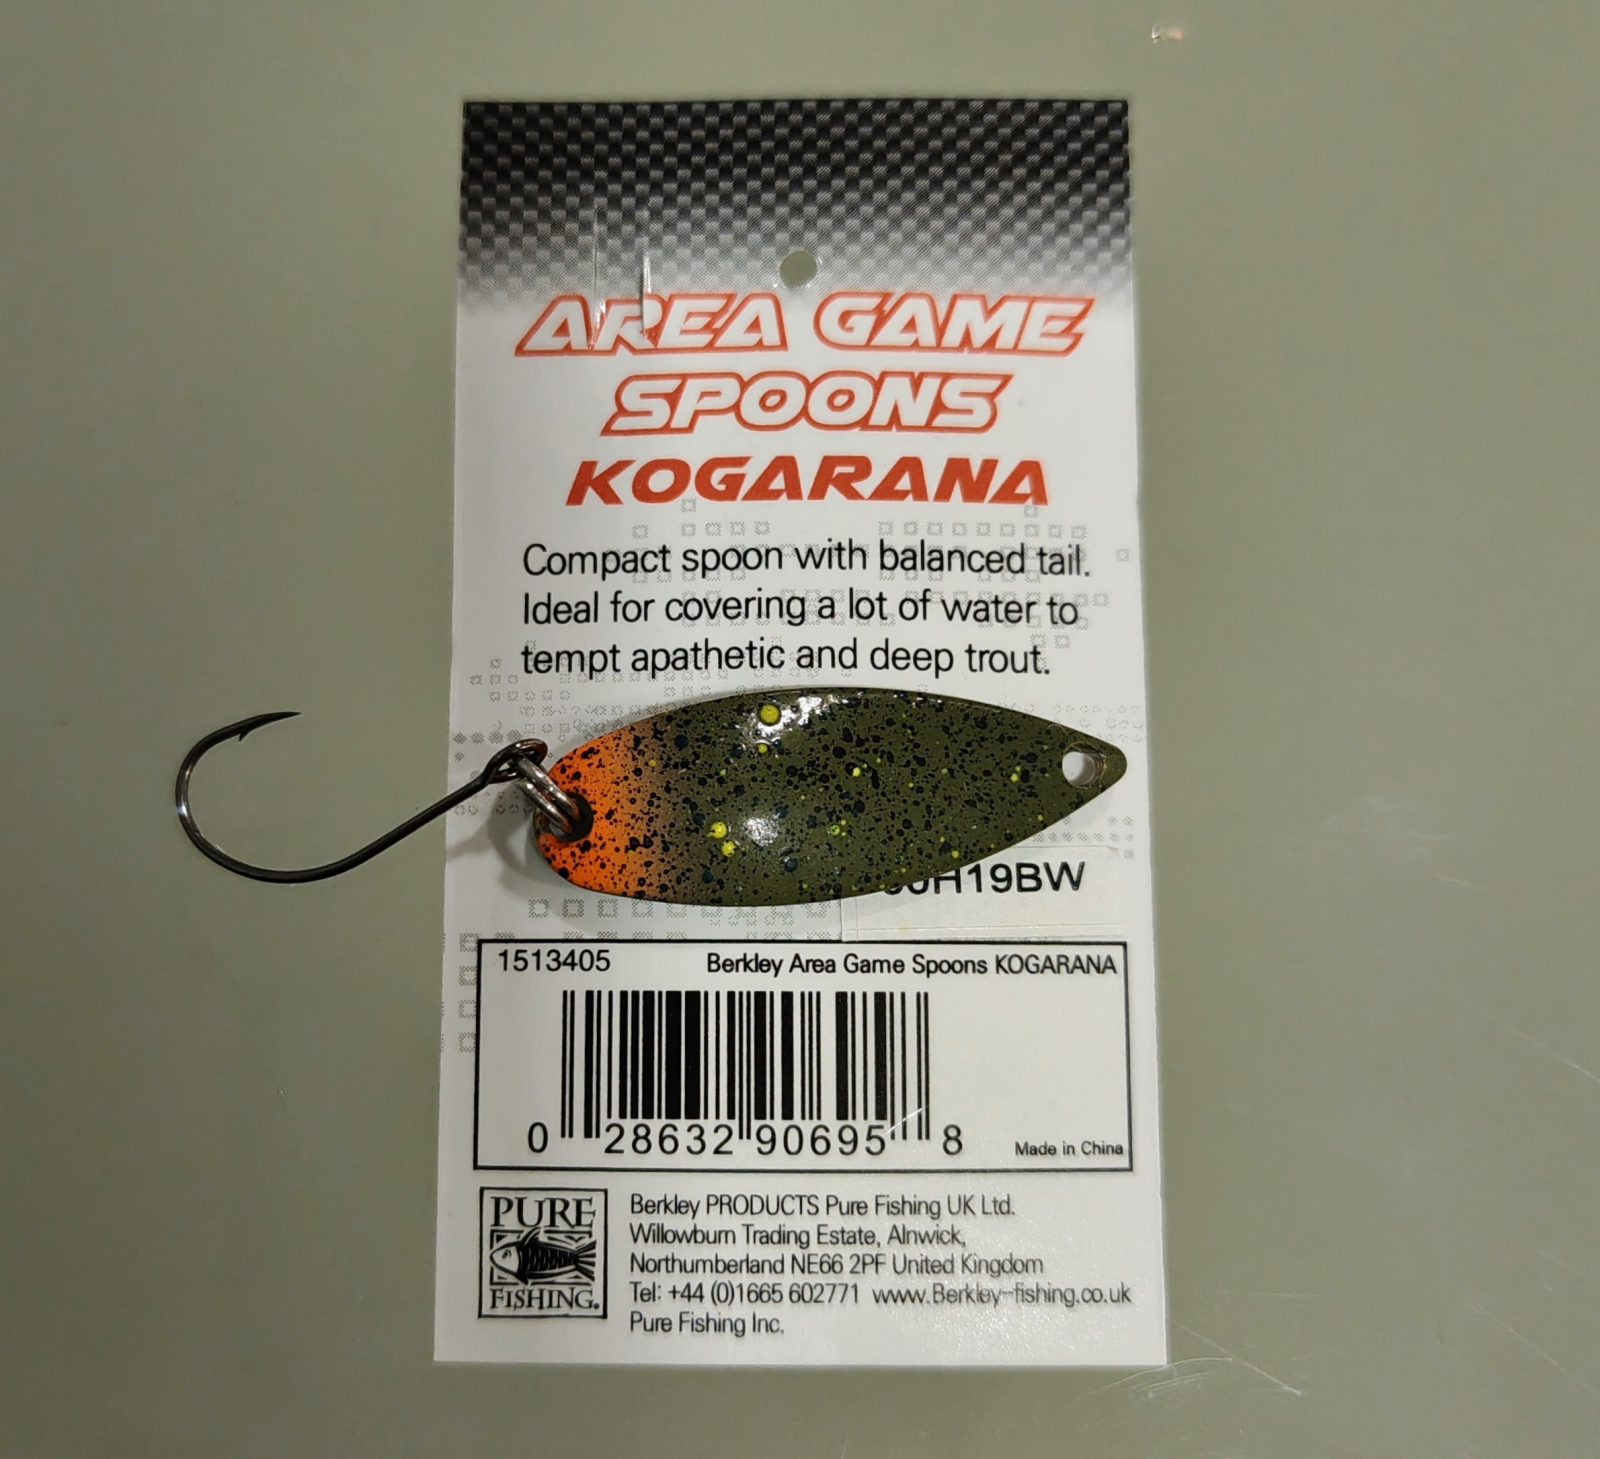 AREA GAME
SPOONS
KOGARANA
Compact spoon with balanced tail.
Ideal for covering a lot of water to
tempt apathetic and deep trout.
1513405 Berkley Area Game Spoons KOGARANA
0 28632 90695 8 Made in China
PURE
FISHING.
Berkley PRODUCTS Pure Fishing UK Ltd.
Willowburn Trading Estate, Alnwick,
Northumberland NE66 2PF United Kingdom
Tel: +44 (0)1665 602771 www.Berkley-fishing.co.uk
Pure Fishing Inc.